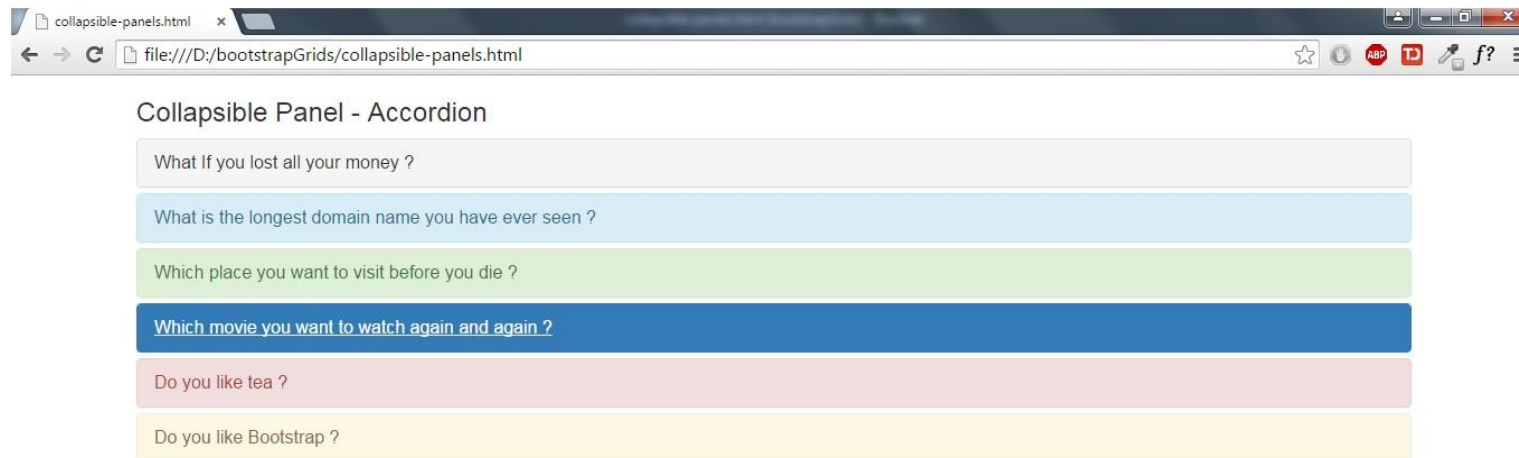 collapsible-panels.html
file:///D:/bootstrapGrids/collapsible-panels.html
ABP
f?
Collapsible Panel - Accordion
What If you lost all your money ?
What is the longest domain name you have ever seen ?
Which place you want to visit before you die ?
Which movie you want to watch again and again ?
Do you like tea ?
Do you like Bootstrap ?